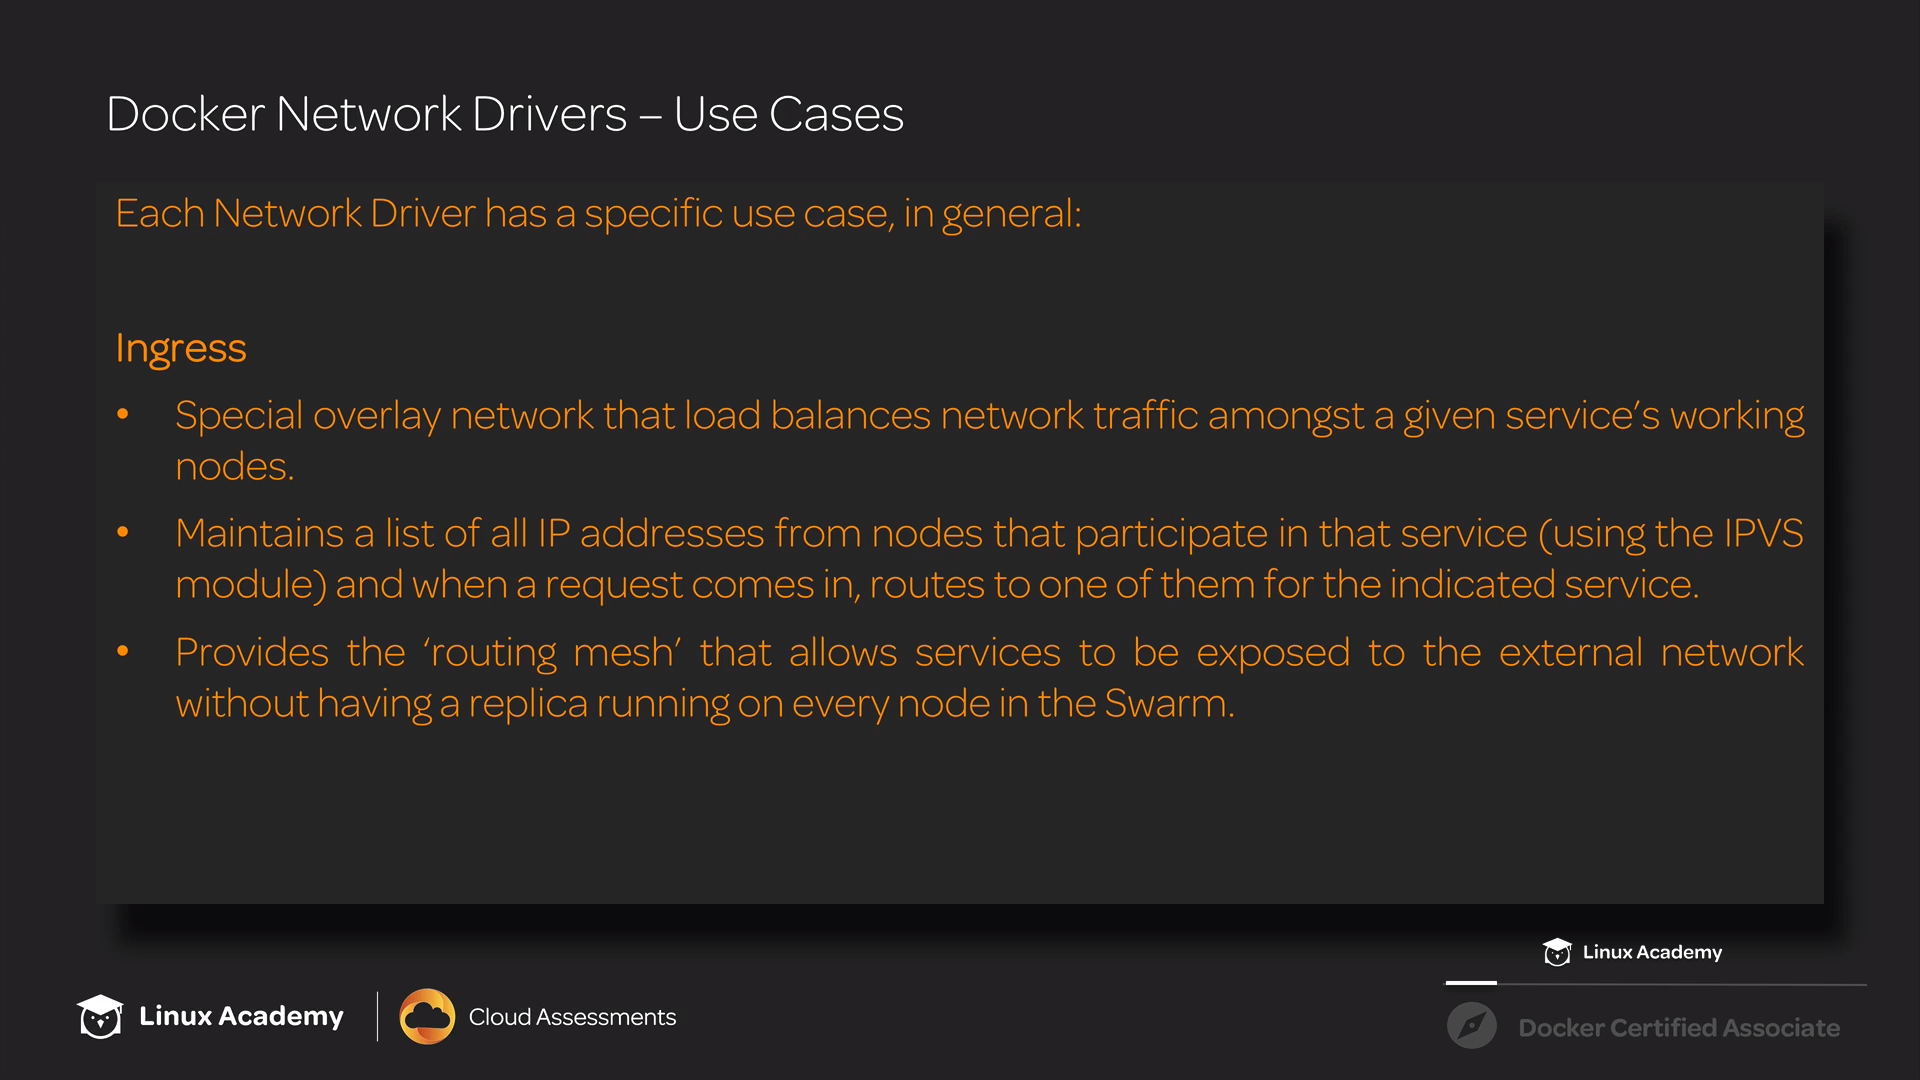 Docker Network Drivers – Use Cases
Each Network Driver has a specific use case, in general:
Ingress
• Special overlay network that load balances network traffic amongst a given service’s working
nodes.
• Maintains a list of all IP addresses from nodes that participate in that service (using the IPVS
module) and when a request comes in, routes to one of them for the indicated service.
• Provides the ‘routing mesh’ that allows services to be exposed to the external network
without having a replica running on every node in the Swarm.
Linux Academy
Linux Academy
Cloud Assessments
Docker Certified Associate